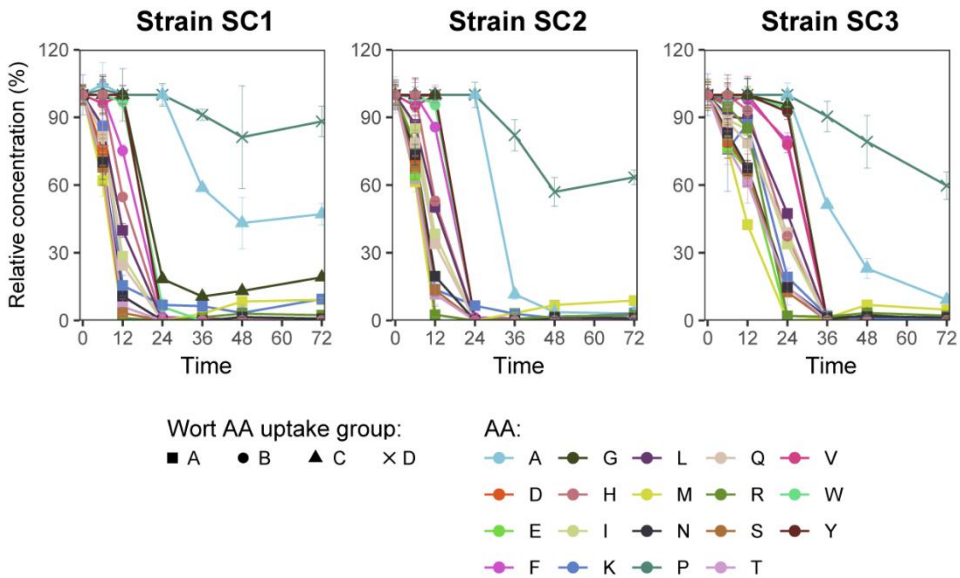 Strain SC1 Strain SC2 Strain SC3
Relative concentration (%)
120 120 120
90 90 90
60 60 60
30 30 30
0 0 0
0 12 24 36 48 60 72 0 12 24 36 48 60 72 0 12 24 36 48 60 72
Time Time Time
Wort AA uptake group: AA:
A B C D A G L Q V
D H M R W
E I N S Y
F K P T